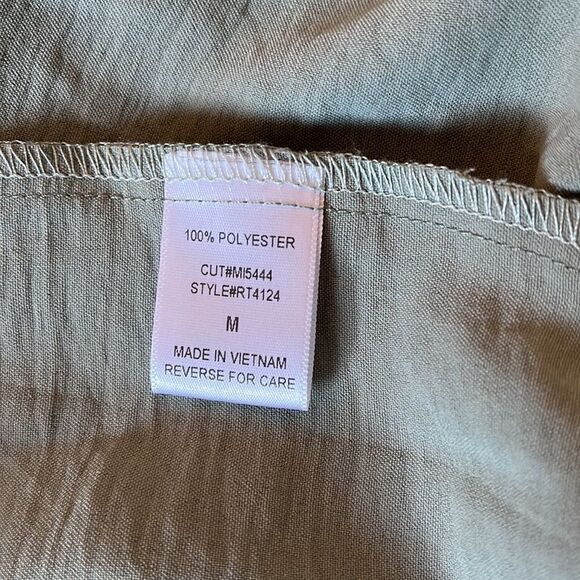 100% POLYESTER
CUT#MI5444
STYLE#RT4124
M
MADE IN VIETNAM
REVERSE FOR CARE